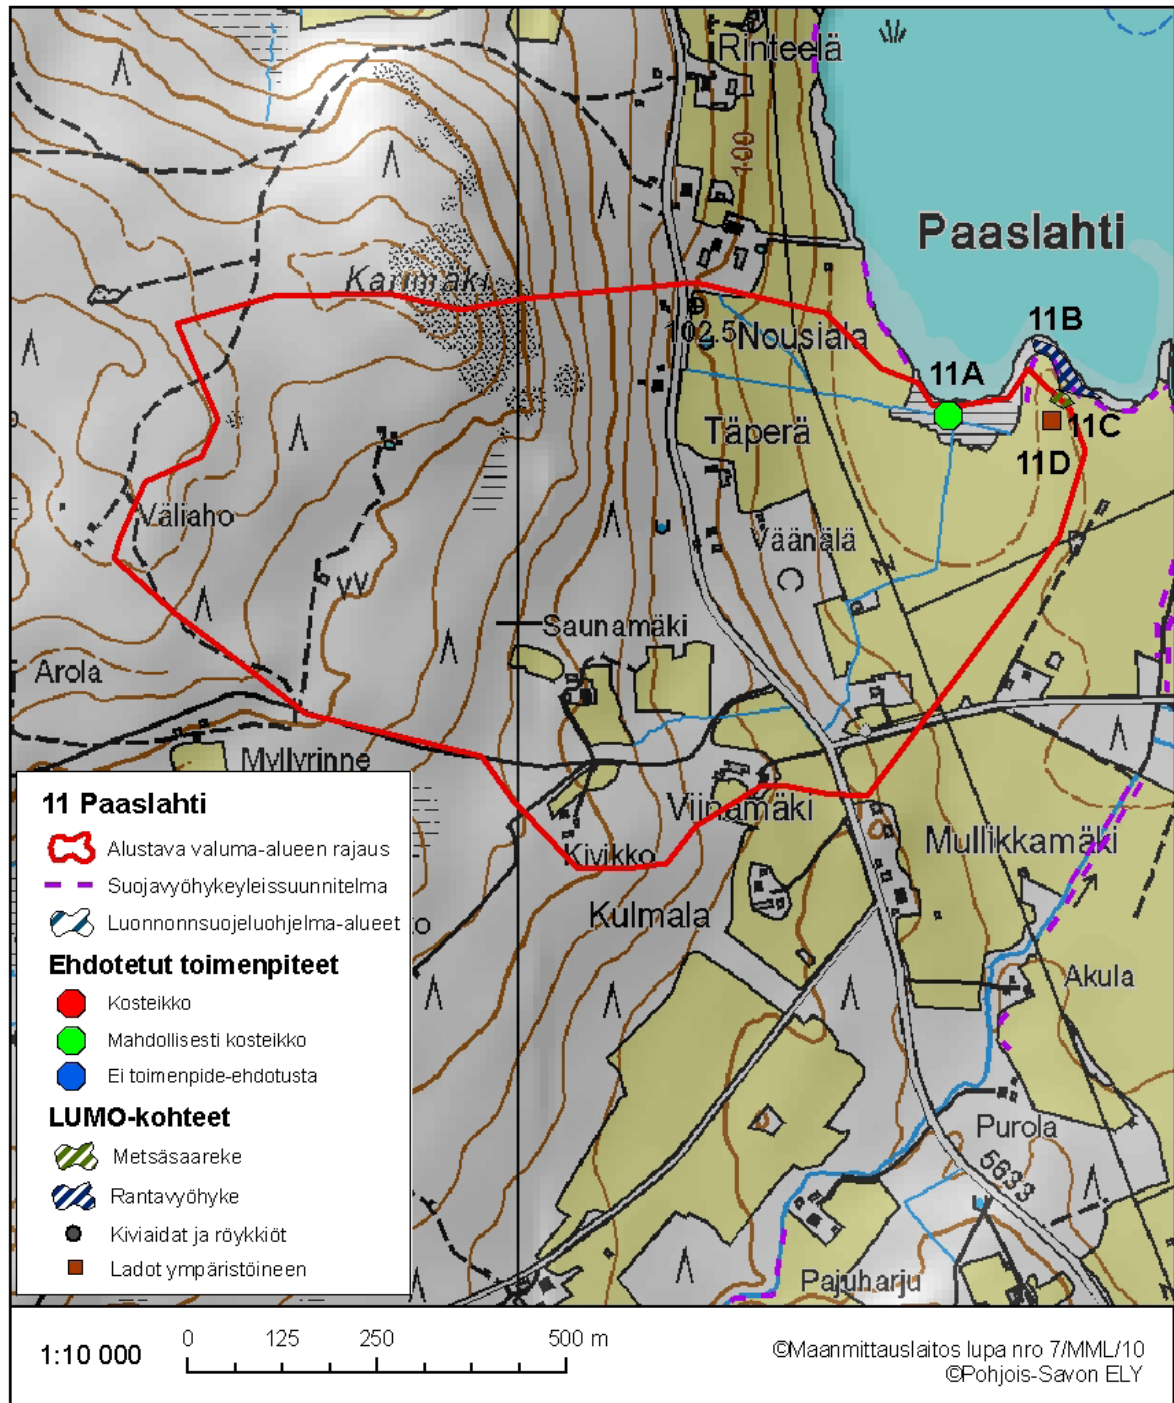 Rinteelä
100
Paaslahti
Karimäki
11B
102.5
Nousiala
11A
Täperä
11C
11D
Väliaho
Väänälä
Saunamäki
Arola
Myllyrinne
Viinamäki
Mullikkamäki
Kivikko
Kulmala
Akula
Purola
5633
Pajuharju
11 Paaslahti
Alustava valuma-alueen rajaus
Suojavyöhykeyleissuunnitelma
Luonnonnsuojeluohjelma-alueet
Ehdotetut toimenpiteet
Kosteikko
Mahdollisesti kosteikko
Ei toimenpide-ehdotusta
LUMO-kohteet
Metsäsaareke
Rantavyöhyke
Kiviaidat ja röykkiöt
Ladot ympäristöineen
1:10 000
0 125 250 500 m
©Maanmittauslaitos lupa nro 7/MML/10
©Pohjois-Savon ELY